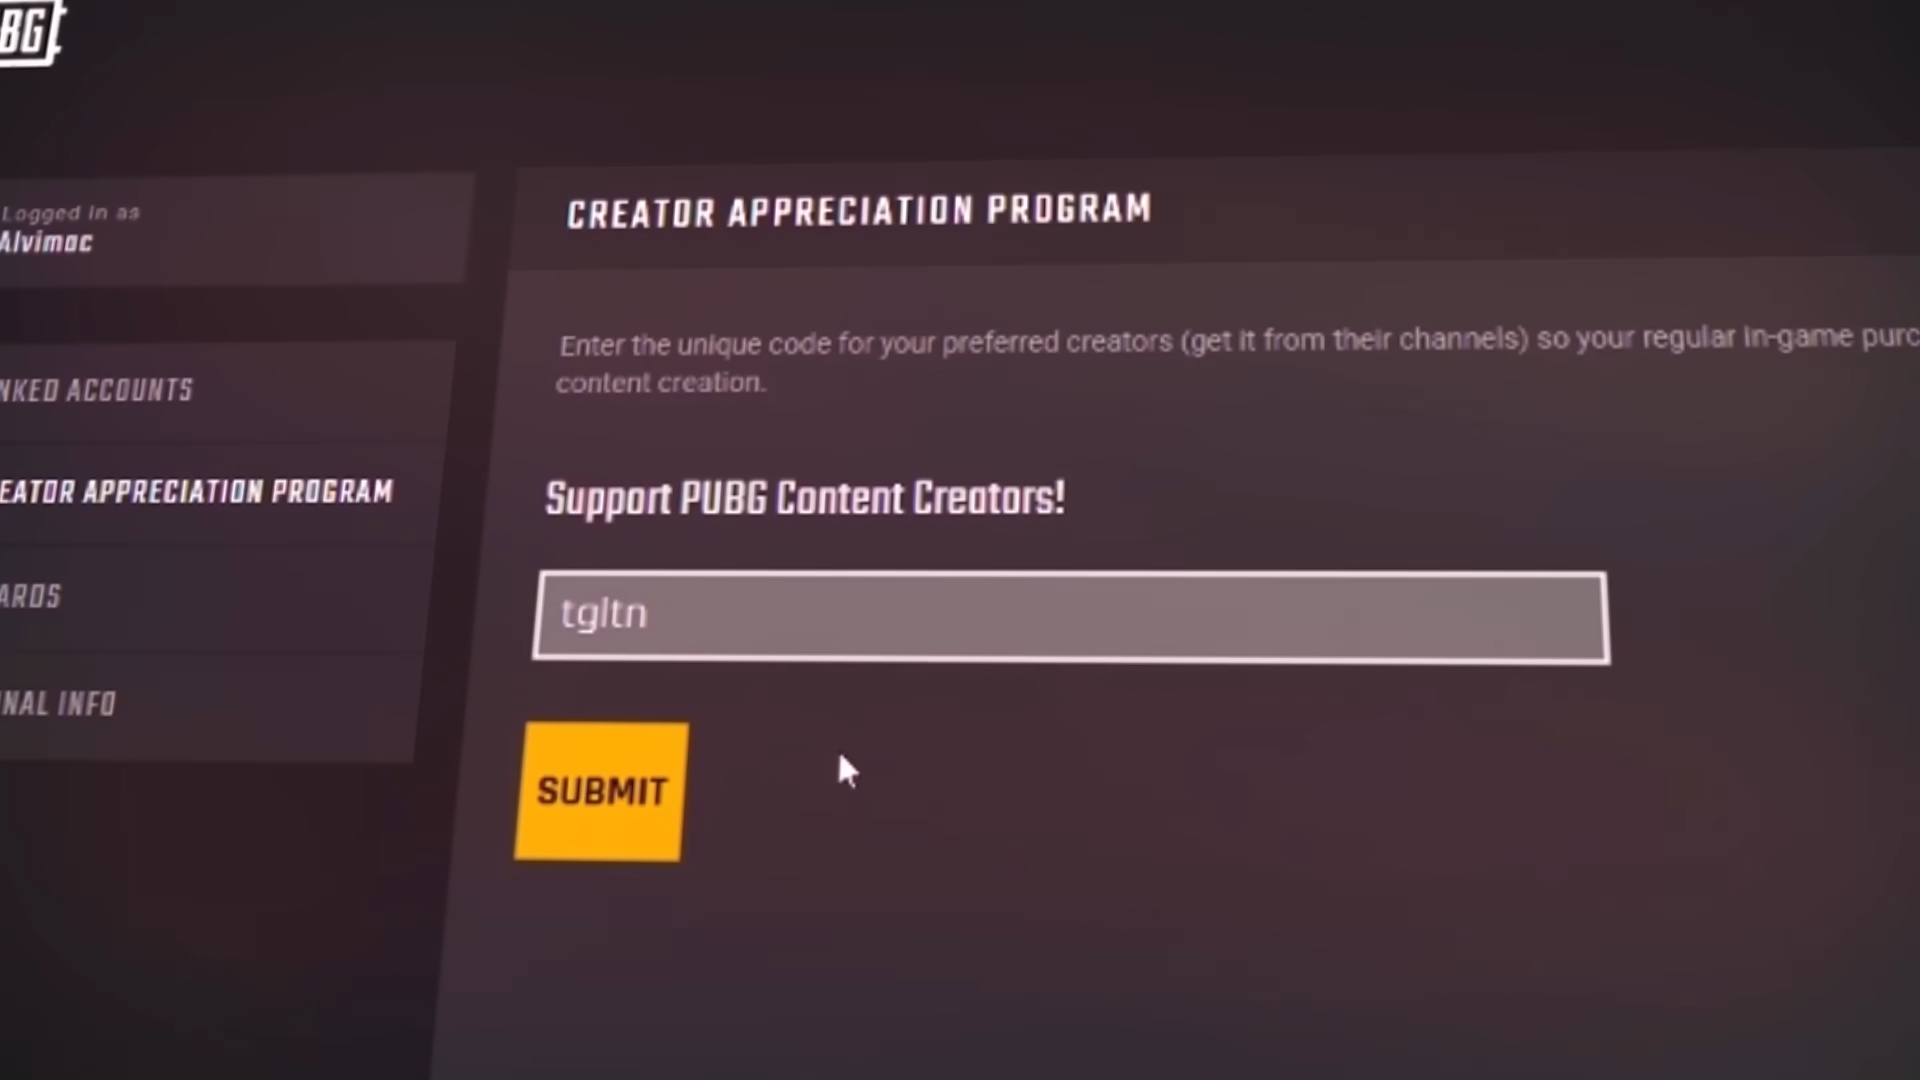 BG
Logged in as
Alvimac
CREATOR APPRECIATION PROGRAM
Enter the unique code for your preferred creators (get it from their channels) so your regular in-game purc
content creation.
NKED ACCOUNTS
EATOR APPRECIATION PROGRAM
ARDS
NAL INFO
Support PUBG Content Creators!
tgltn
SUBMIT